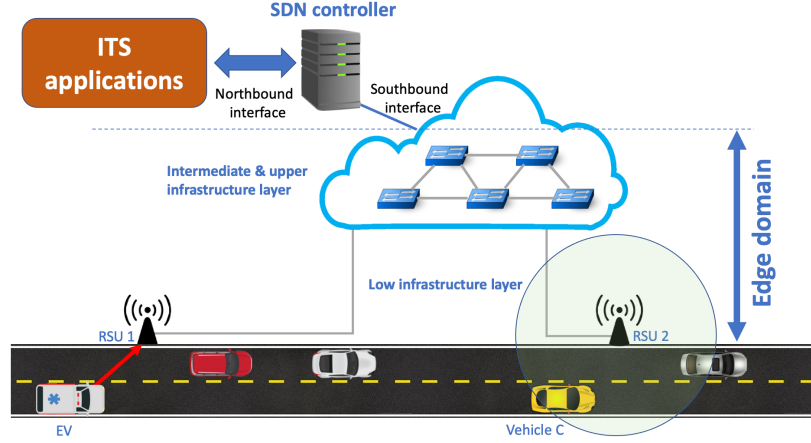 SDN controller
ITS
applications
Northbound
interface
Southbound
interface
Intermediate & upper
infrastructure layer
Edge domain
Low infrastructure layer
RSU 1
RSU 2
EV
Vehicle C